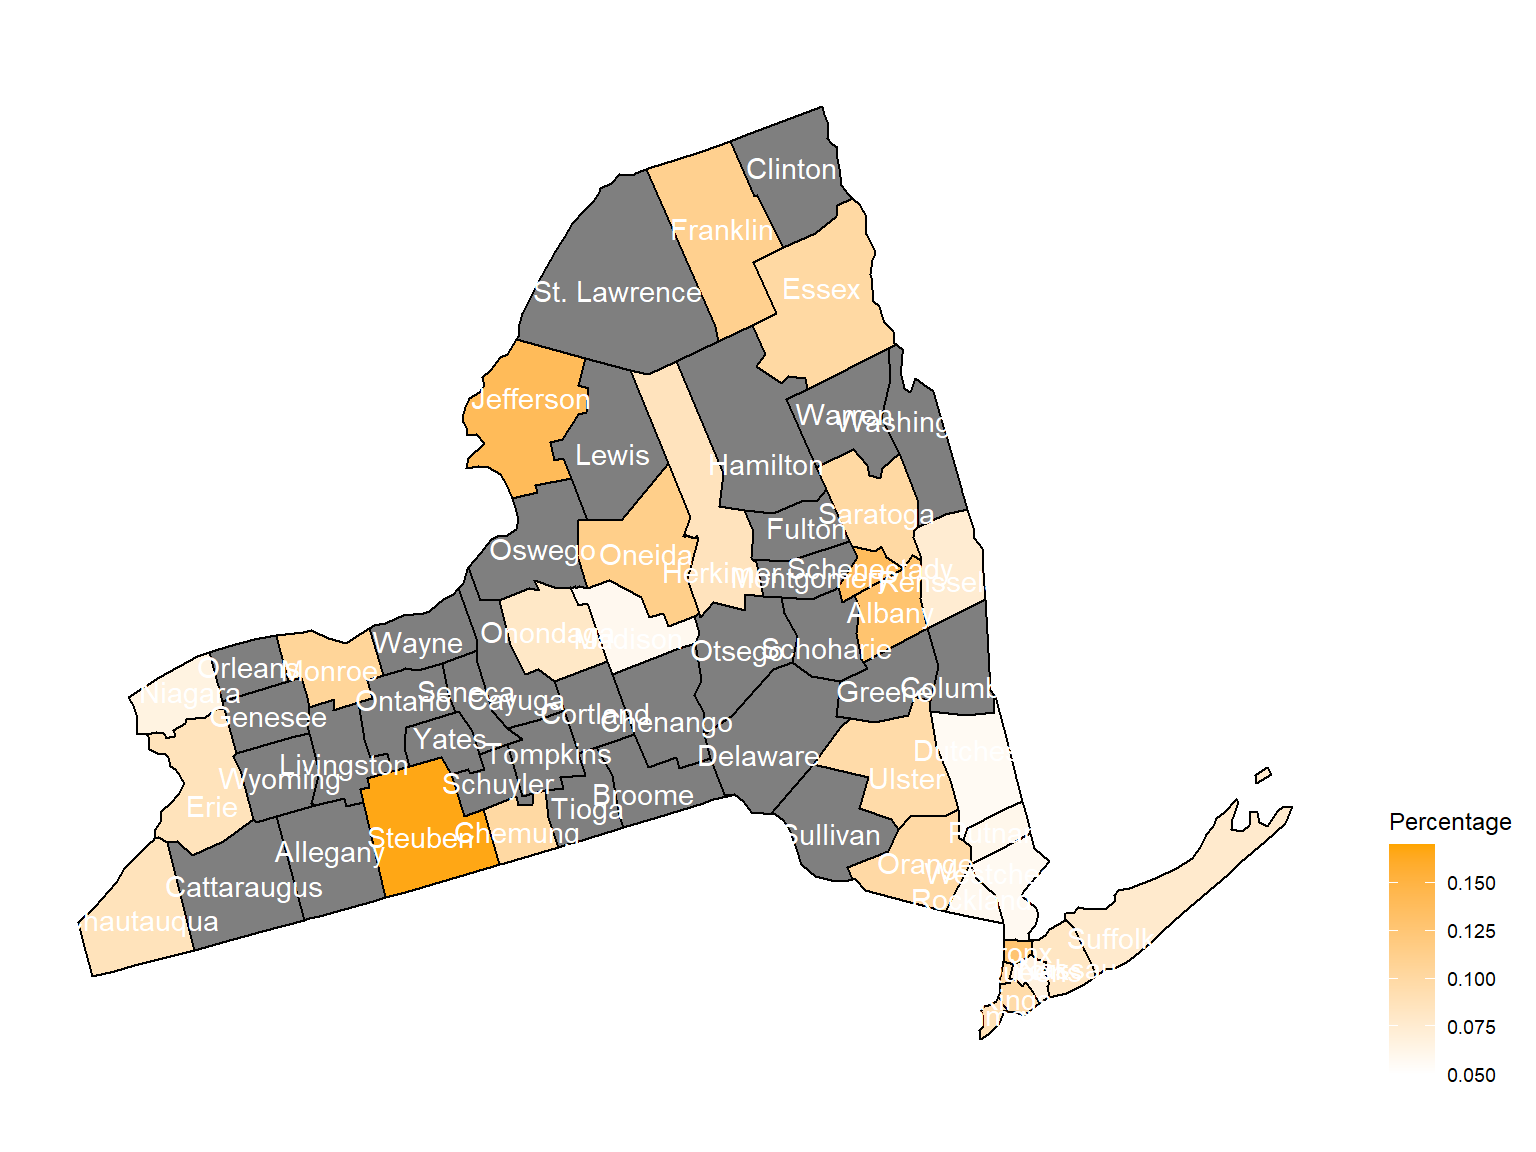 Clinton
Franklin
Essex
St. Lawrence
Jefferson
Warren
Washing
Lewis
Hamilton
Saratoga
Fulton
Oswego
Oneida
Herkimer
Montgomery
Schenectady
Rensse
Albany
Onondaga
Madison
Wayne
Otsego
Schoharie
Orleans
Monroe
Niagara
Genesee
Ontario
Seneca
Cayuga
Greene
Columb
Cortland
Chenango
Yates
Tompkins
Delaware
Dutches
Livingston
Wyoming
Schuyler
Ulster
Erie
Tioga
Broome
Steuben
Chemung
Sullivan
Putnam
Allegany
Orange
Westche
Cattaraugus
Rockland
hautauqua
Suffolk
ronx
Percentage
0.150
0.125
0.100
0.075
0.050